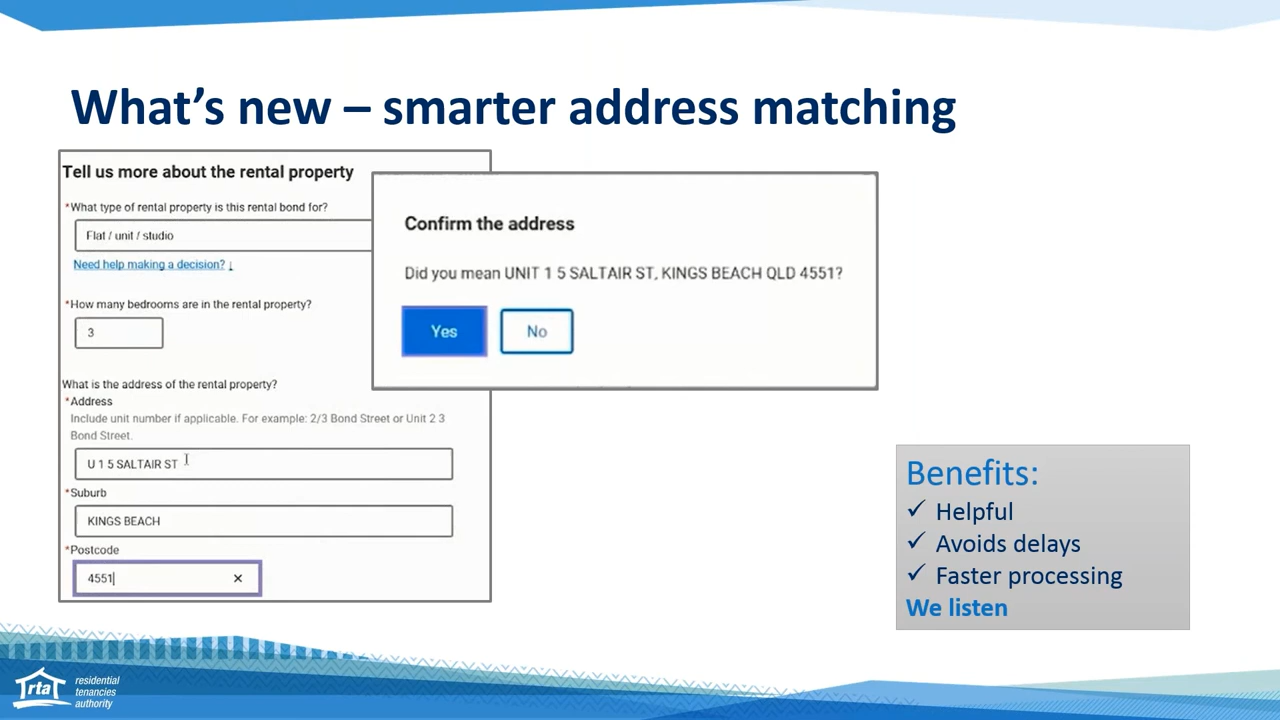 What's new – smarter address matching
Tell us more about the rental property
*What type of rental property is this rental bond for?
Flat / unit / studio
Need help making a decision? ↓
*How many bedrooms are in the rental property?
3
What is the address of the rental property?
*Address
Include unit number if applicable. For example: 2/3 Bond Street or Unit 2 3
Bond Street.
U 1 5 SALTAIR ST
*Suburb
KINGS BEACH
*Postcode
4551
Confirm the address
Did you mean UNIT 1 5 SALTAIR ST, KINGS BEACH QLD 4551?
Yes
No
Benefits:
✓ Helpful
✓ Avoids delays
✓ Faster processing
We listen
rta
residential
tenancies
authority